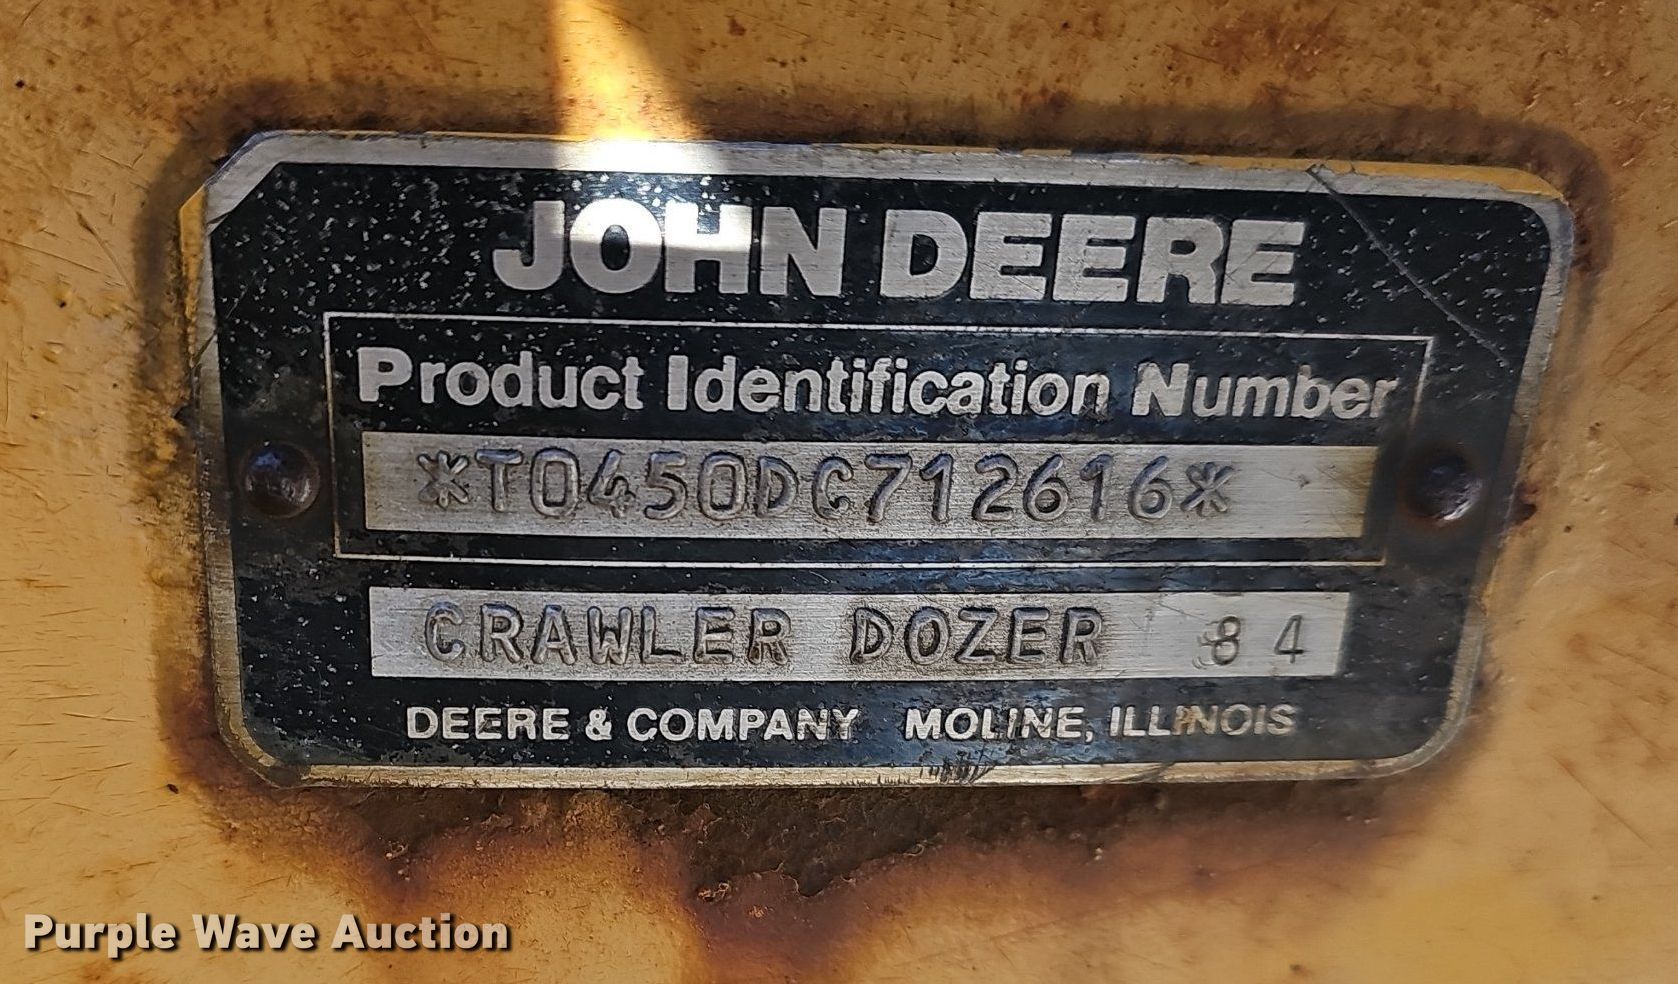 JOHN DEERE
Product Identification Number
*T0450DC712616*
CRAWLER DOZER 84
DEERE & COMPANY MOLINE, ILLINOIS
Purple Wave Auction